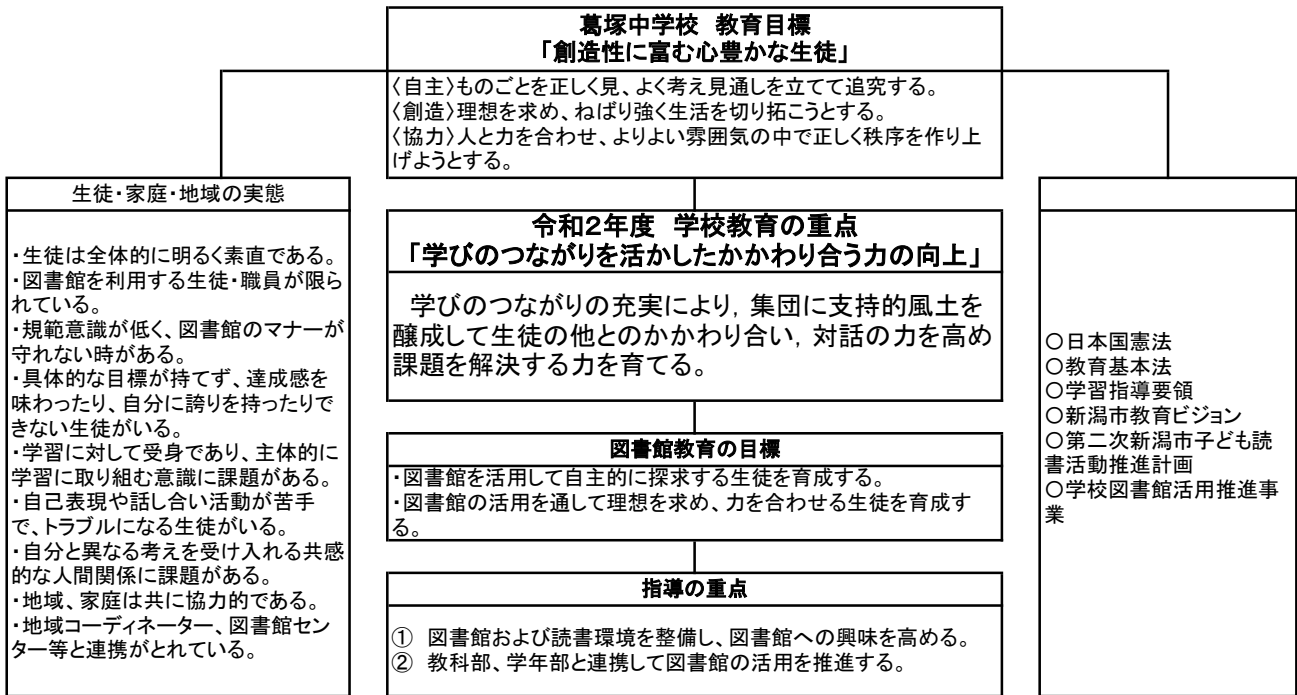 葛塚中学校 教育目標
「創造性に富む心豊かな生徒」
〈自主〉ものごとを正しく見、よく考え見通しを立てて追究する。
〈創造〉理想を求め、ねばり強く生活を切り拓こうとする。
〈協力〉人と力を合わせ、よりよい雰囲気の中で正しく秩序を作り上
げようとする。
生徒・家庭・地域の実態
・生徒は全体的に明るく素直である。
・図書館を利用する生徒・職員が限ら
れている。
・規範意識が低く、図書館のマナーが
守れない時がある。
・具体的な目標が持てず、達成感を
味わったり、自分に誇りを持ったりで
きない生徒がいる。
・学習に対して受身であり、主体的に
学習に取り組む意識に課題がある。
・自己表現や話し合い活動が苦手
で、トラブルになる生徒がいる。
・自分と異なる考えを受け入れる共感
的な人間関係に課題がある。
・地域、家庭は共に協力的である。
・地域コーディネーター、図書館セン
ター等と連携がとれている。
令和2年度 学校教育の重点
「学びのつながりを活かしたかかわり合う力の向上」
学びのつながりの充実により，集団に支持的風土を
醸成して生徒の他とのかかわり合い，対話の力を高め
課題を解決する力を育てる。
図書館教育の目標
・図書館を活用して自主的に探求する生徒を育成する。
・図書館の活用を通して理想を求め、力を合わせる生徒を育成す
る。
指導の重点
① 図書館および読書環境を整備し、図書館への興味を高める。
② 教科部、学年部と連携して図書館の活用を推進する。
○日本国憲法
○教育基本法
○学習指導要領
○新潟市教育ビジョン
○第二次新潟市子ども読
書活動推進計画
○学校図書館活用推進事
業